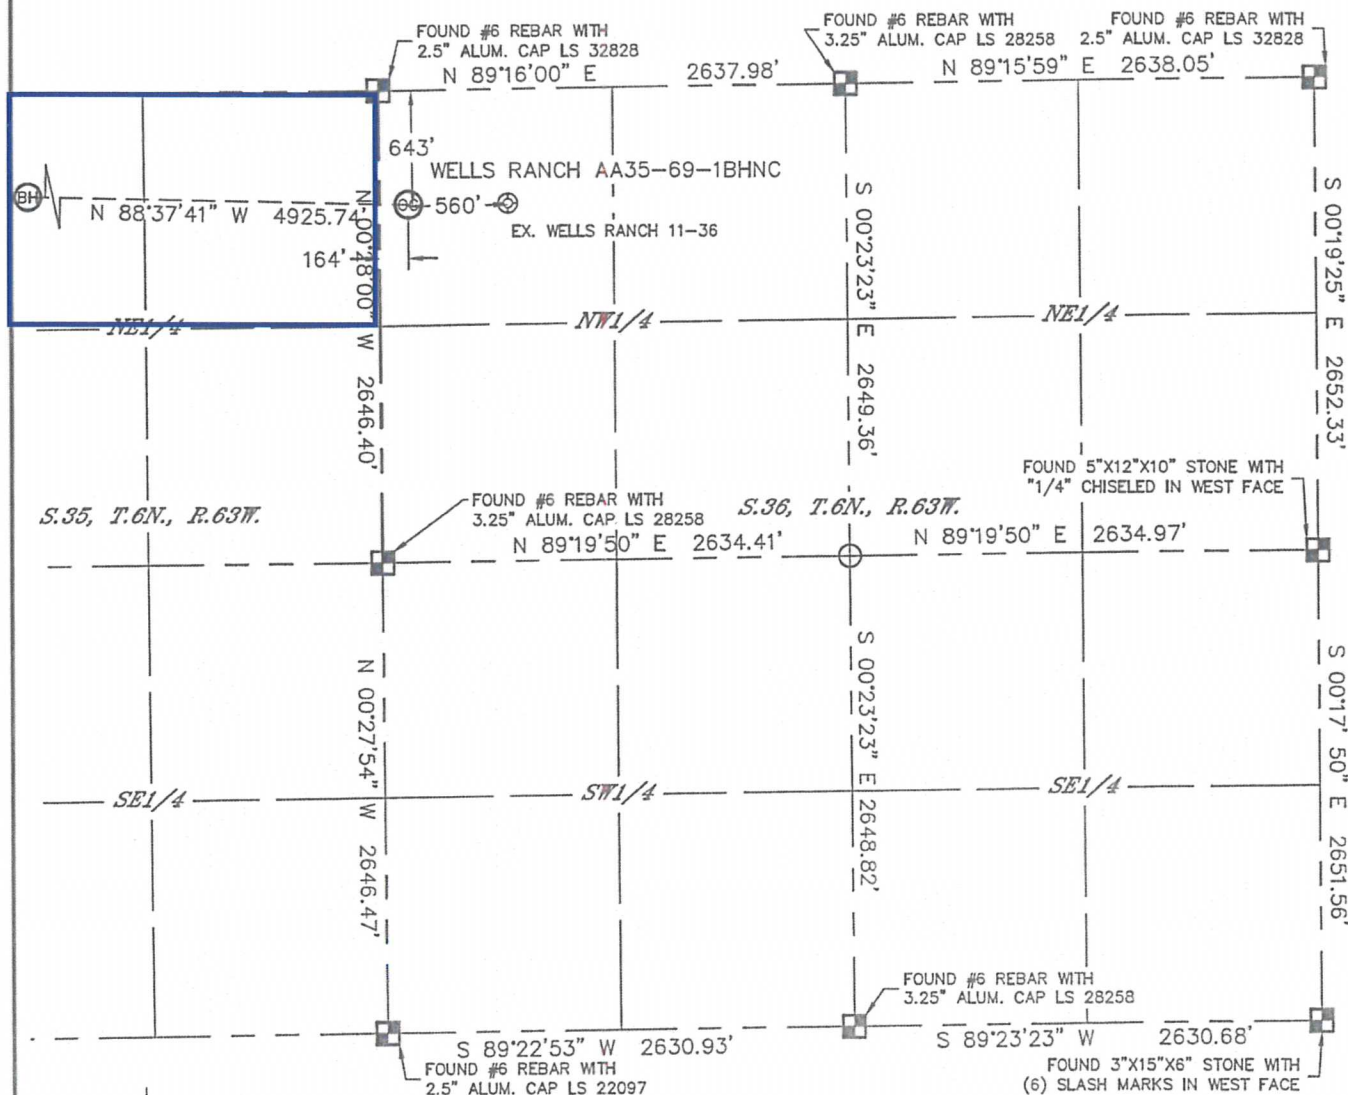 FOUND #6 REBAR WITH
2.5" ALUM. CAP LS 32828
FOUND #6 REBAR WITH
3.25" ALUM. CAP LS 28258
FOUND #6 REBAR WITH
2.5" ALUM. CAP LS 32828
N 89°16'00" E 2637.98'
N 89°15'59" E 2638.05'
643'
WELLS RANCH AA35-69-1BHNC
BH
N 88°37'41" W 4925.74'
OG
560'
EX. WELLS RANCH 11-36
164'
N 00°28'00" W 2646.40'
S 00°23'23" E 2649.36'
S 00°19'25" E 2652.33'
NE1/4
NW1/4
NE1/4
FOUND 5"X12"X10" STONE WITH
"1/4" CHISELED IN WEST FACE
S.35, T.6N., R.63W.
FOUND #6 REBAR WITH
3.25" ALUM. CAP LS 28258
S.36, T.6N., R.63W.
N 89°19'50" E 2634.41'
N 89°19'50" E 2634.97'
N 00°27'54" W 2646.47'
S 00°23'23" E 2648.82'
S 00°17' 50" E 2651.56'
SE1/4
SW1/4
SE1/4
FOUND #6 REBAR WITH
3.25" ALUM. CAP LS 28258
S 89°22'53" W 2630.93'
S 89°23'23" W 2630.68'
FOUND #6 REBAR WITH
2.5" ALUM. CAP LS 22097
FOUND 3"X15"X6" STONE WITH
(6) SLASH MARKS IN WEST FACE